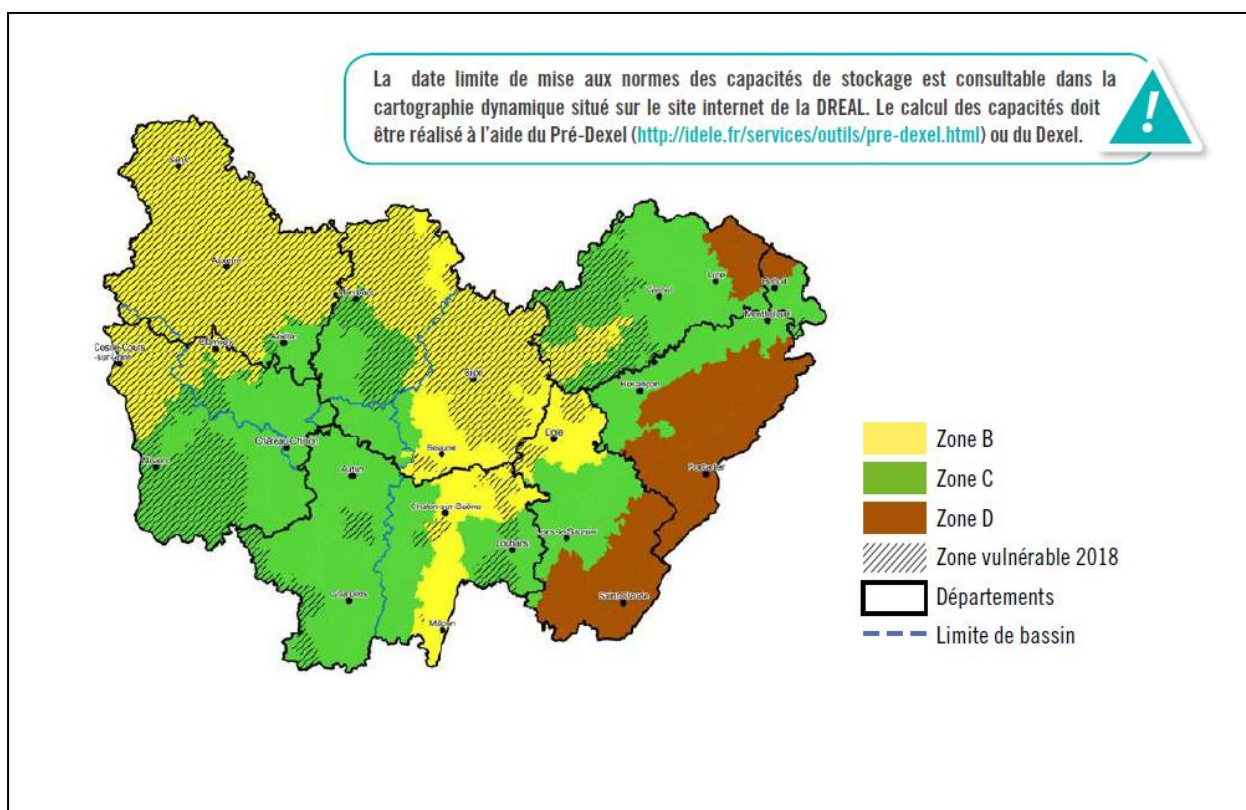 La date limite de mise aux normes des capacités de stockage est consultable dans la
cartographie dynamique situé sur le site internet de la DREAL. Le calcul des capacités doit
être réalisé à l'aide du Pré-Dexel (http://idele.fr/services/outils/pre-dexel.html) ou du Dexel.
!
Sens
Auxerre
Montbard
Lure
Belfort
Vesoul
Montbéliard
Cosne-Cours
-sur-Loire
Clamecy
Avallon
Dijon
Besançon
Château-Chinon
Beaune
Dole
Nevers
Autun
Pontarlier
Chalon-sur-Saône
Louhans
Lons-le-Saunier
Charolles
Saint-Claude
Mâcon
Zone B
Zone C
Zone D
Zone vulnérable 2018
Départements
Limite de bassin